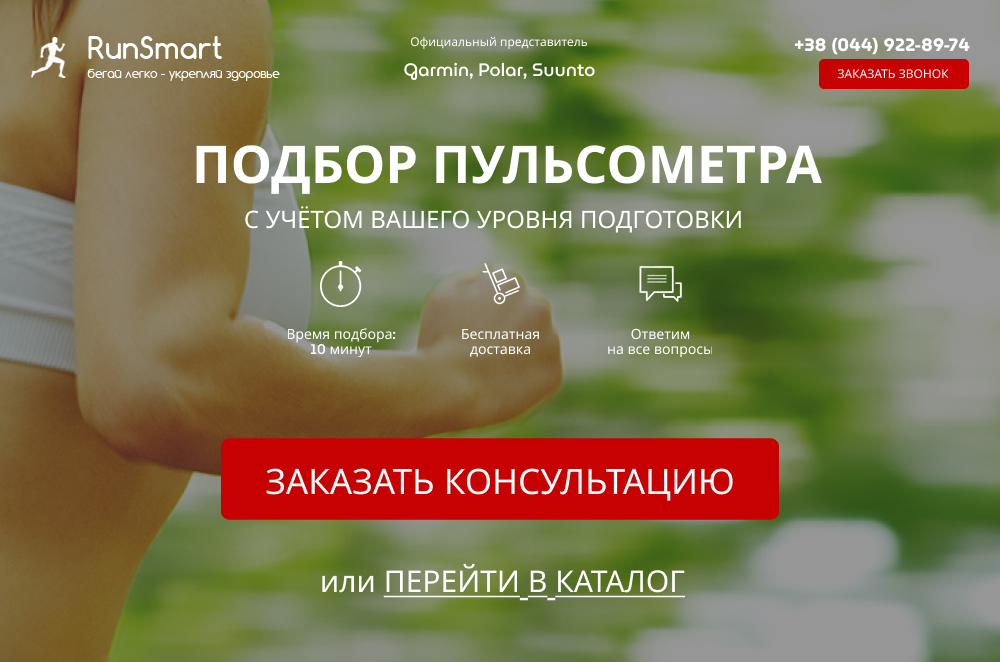 RunSmart
бегай легко - укрепляй здоровье
Официальный представитель
Garmin, Polar, Suunto
+38 (044) 922-89-74
ЗАКАЗАТЬ ЗВОНОК
ПОДБОР ПУЛЬСОМЕТРА
С УЧЁТОМ ВАШЕГО УРОВНЯ ПОДГОТОВКИ
Время подбора:
10 минут
Бесплатная
доставка
Ответим
на все вопросы
ЗАКАЗАТЬ КОНСУЛЬТАЦИЮ
или ПЕРЕЙТИ В КАТАЛОГ